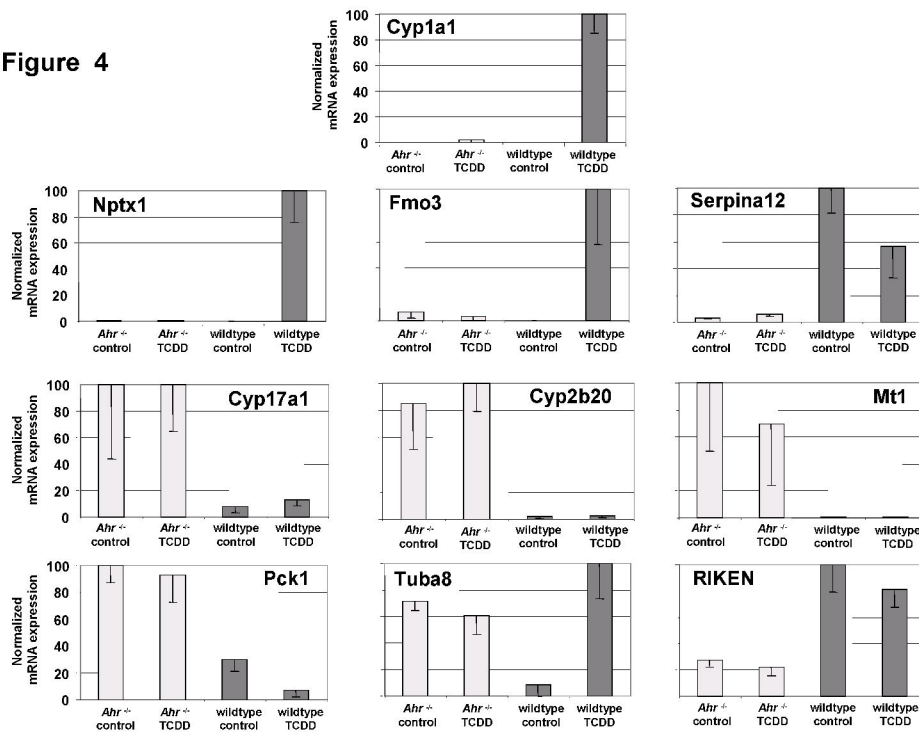 Figure 4
Cyp1a1
Normalized
mRNA expression
100
80
60
40
20
0
Ahr -/-
control
Ahr -/-
TCDD
wildtype
control
wildtype
TCDD
Nptx1
Normalized
mRNA expression
100
80
60
40
20
0
Ahr -/-
control
Ahr -/-
TCDD
wildtype
control
wildtype
TCDD
Fmo3
Ahr -/-
control
Ahr -/-
TCDD
wildtype
control
wildtype
TCDD
Serpina12
Ahr -/-
control
Ahr -/-
TCDD
wildtype
control
wildtype
TCDD
Cyp17a1
Normalized
mRNA expression
100
80
60
40
20
0
Ahr -/-
control
Ahr -/-
TCDD
wildtype
control
wildtype
TCDD
Cyp2b20
Ahr -/-
control
Ahr -/-
TCDD
wildtype
control
wildtype
TCDD
Mt1
Ahr -/-
control
Ahr -/-
TCDD
wildtype
control
wildtype
TCDD
Pck1
Normalized
mRNA expression
100
80
60
40
20
0
Ahr -/-
control
Ahr -/-
TCDD
wildtype
control
wildtype
TCDD
Tuba8
Ahr -/-
control
Ahr -/-
TCDD
wildtype
control
wildtype
TCDD
RIKEN
Ahr -/-
control
Ahr -/-
TCDD
wildtype
control
wildtype
TCDD